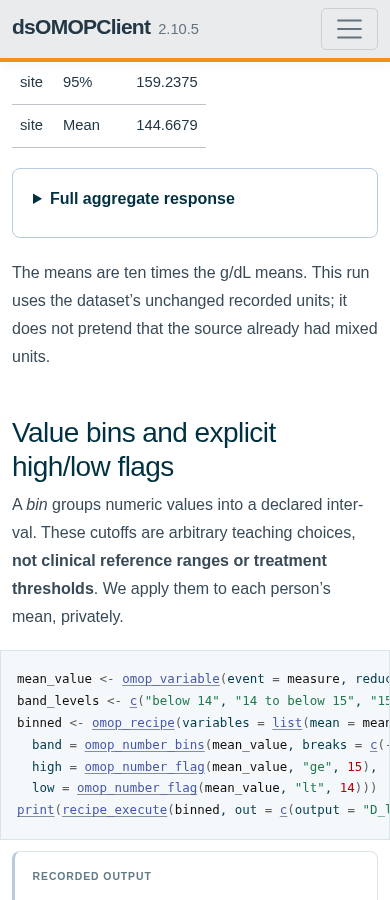 dsOMOPClient 2.10.5
site 95% 159.2375
site Mean 144.6679
Full aggregate response
The means are ten times the g/dL means. This run
uses the dataset’s unchanged recorded units; it
does not pretend that the source already had mixed
units.
Value bins and explicit
high/low flags
A bin groups numeric values into a declared inter-
val. These cutoffs are arbitrary teaching choices,
not clinical reference ranges or treatment
thresholds. We apply them to each person’s
mean, privately.
mean_value <- omop_variable(event = measure, reduc
band_levels <- c("below 14", "14 to below 15", "15
binned <- omop_recipe(variables = list(mean = mean
band = omop_number_bins(mean_value, breaks = c(-
high = omop_number_flag(mean_value, "ge", 15),
low = omop_number_flag(mean_value, "lt", 14)))
print(recipe_execute(binned, out = c(output = "D_l
RECORDED OUTPUT